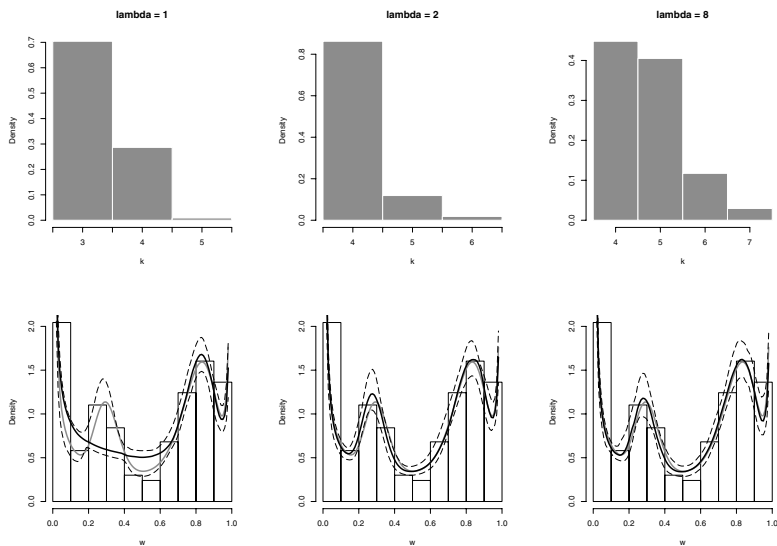 lambda = 1
lambda = 2
lambda = 8
Density
0.0 0.1 0.2 0.3 0.4 0.5 0.6 0.7
3 4 5
k
Density
0.0 0.2 0.4 0.6 0.8
4 5 6
k
Density
0.0 0.1 0.2 0.3 0.4
4 5 6 7
k
Density
0.0 0.5 1.0 1.5 2.0
0.0 0.2 0.4 0.6 0.8 1.0
w
Density
0.0 0.5 1.0 1.5 2.0
0.0 0.2 0.4 0.6 0.8 1.0
w
Density
0.0 0.5 1.0 1.5 2.0
0.0 0.2 0.4 0.6 0.8 1.0
w